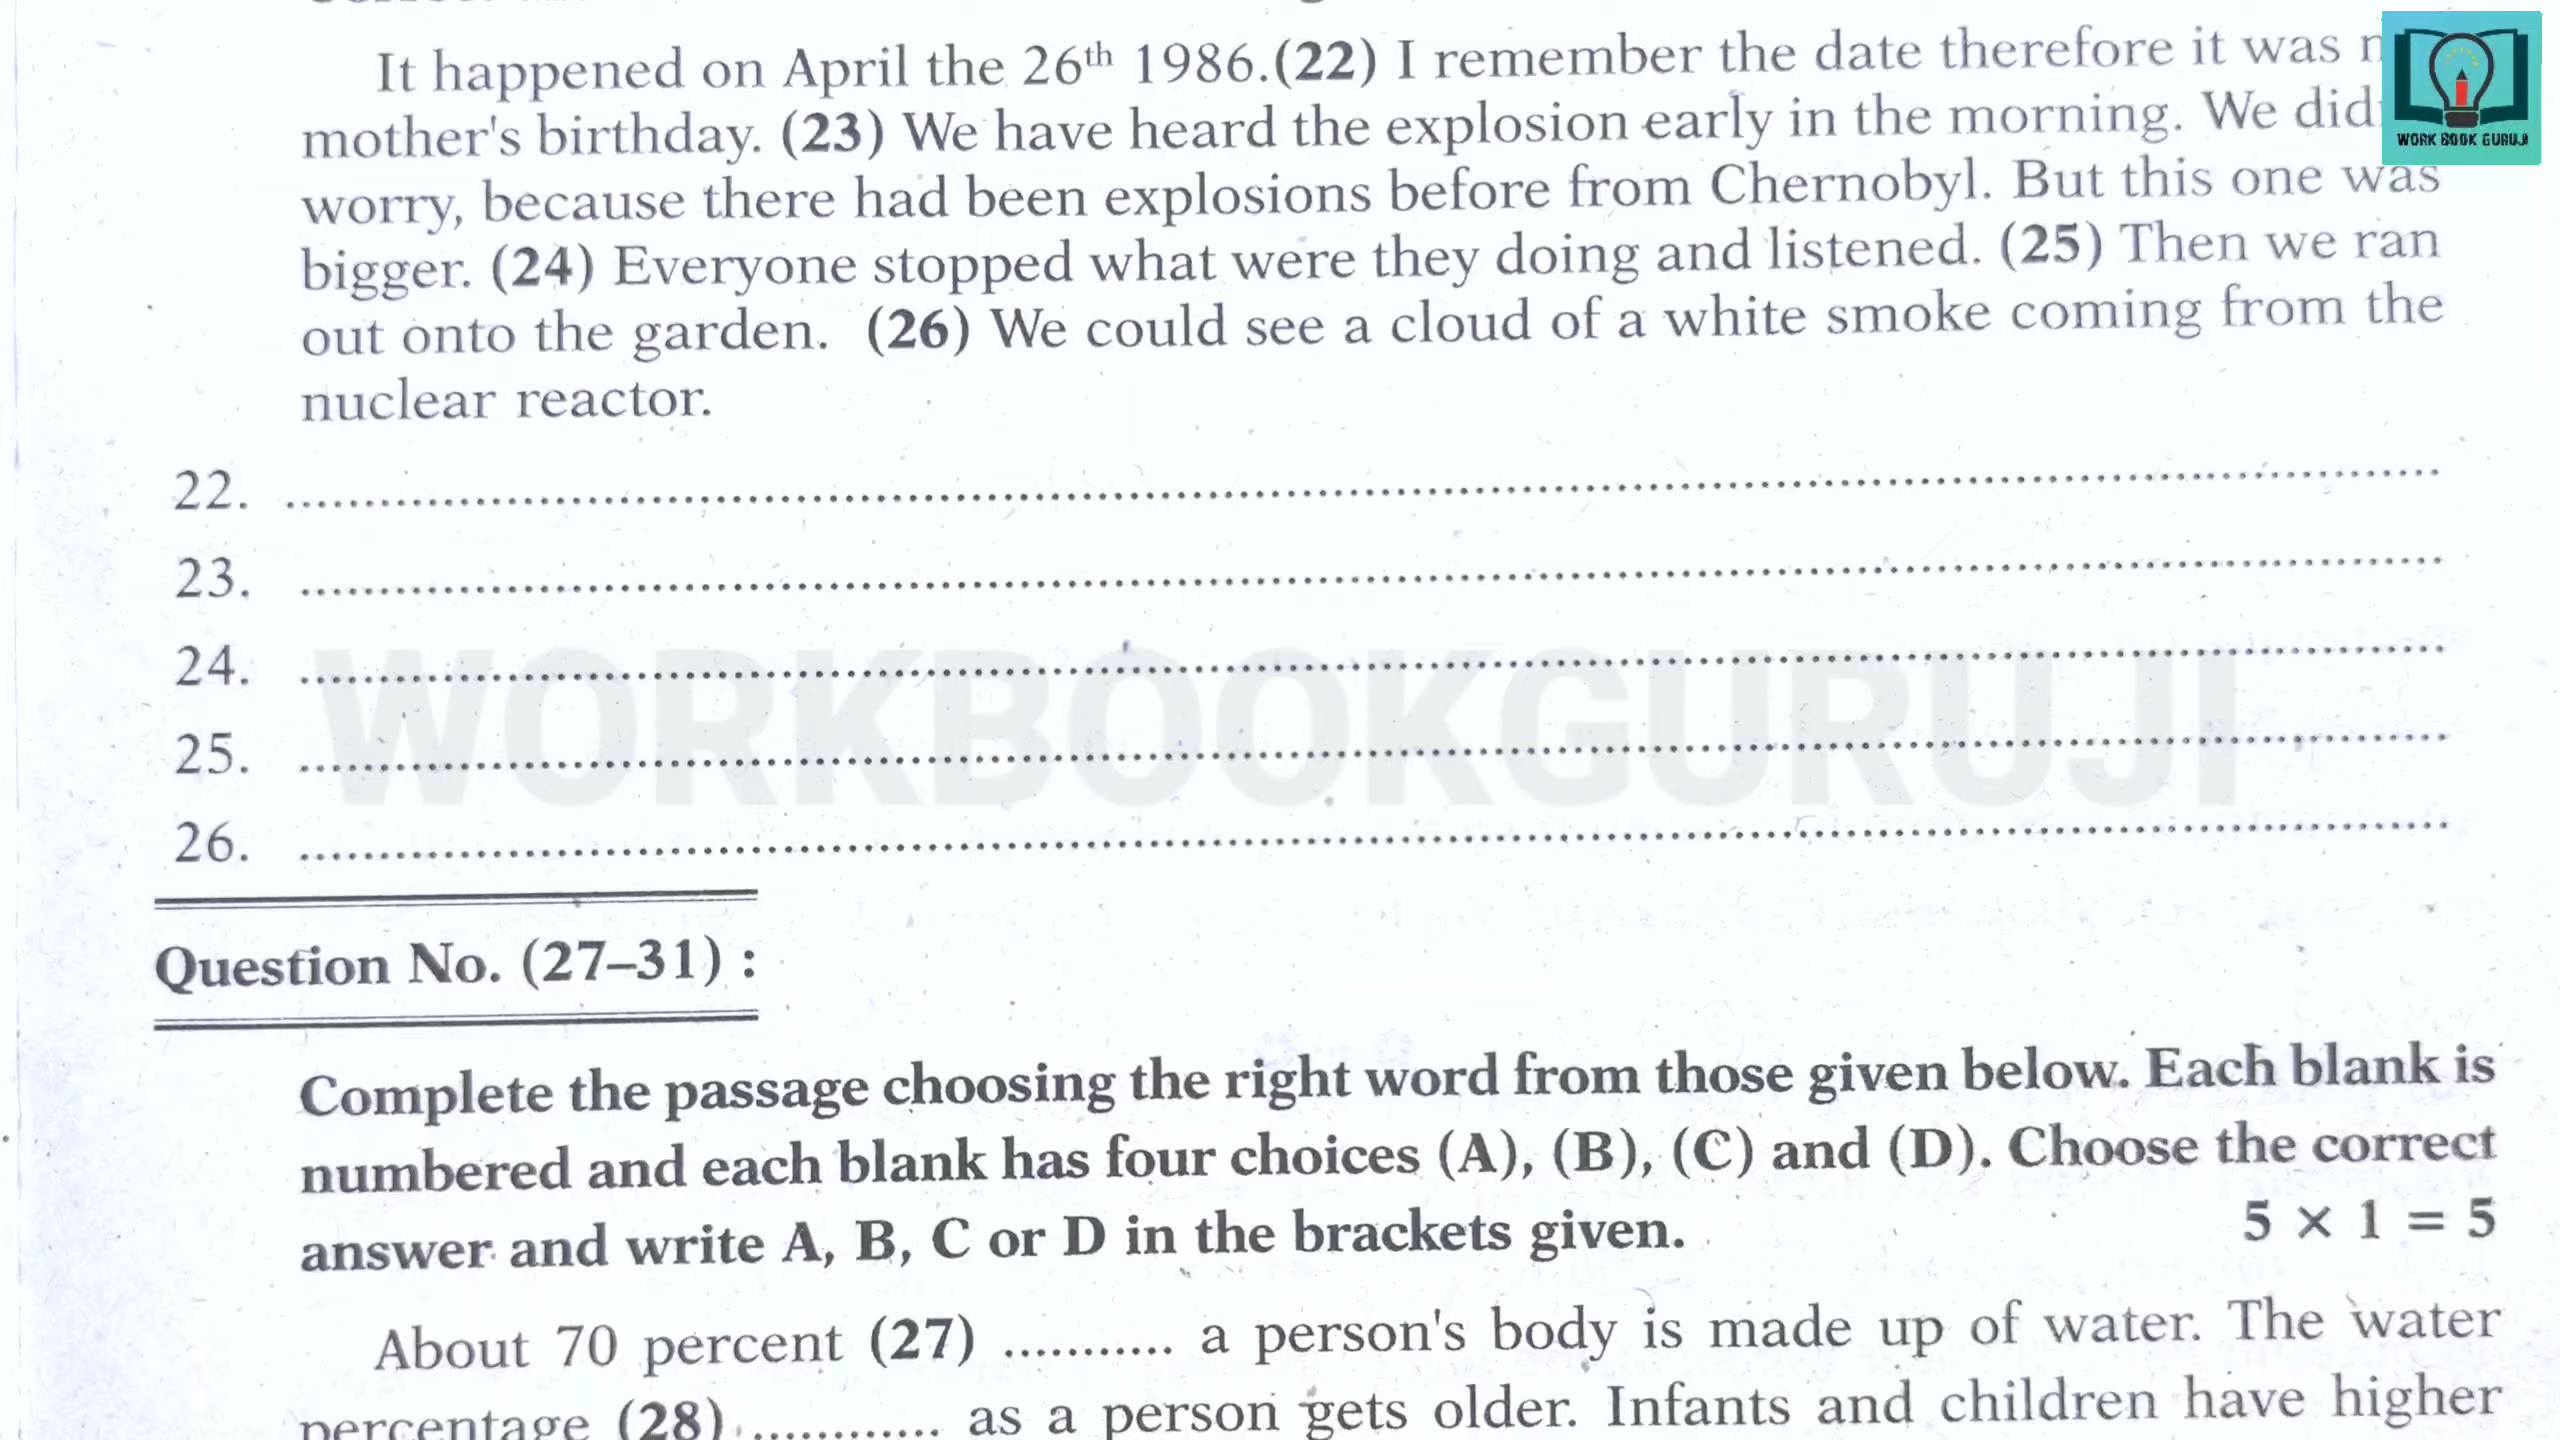 It happened on April the 26th 1986.(22) I remember the date therefore it was
WORK BOOK GURUJI
mother's birthday. (23) We have heard the explosion early in the morning. We
worry, because there had been explosions before from Chernobyl. But this one was
bigger. (24) Everyone stopped what were they doing and listened. (25) Then we ran
out onto the garden. (26) We could see a cloud of a white smoke coming from the
nuclear reactor.
22. ....................
23. ....................
24. ....................
WORKBOOKGURUJI
25. ....................
26. ....................
Question No. (27–31) :
Complete the passage choosing the right word from those given below. Each blank is
numbered and each blank has four choices (A), (B), (C) and (D). Choose the correct
answer and write A, B, C or D in the brackets given. 5 × 1 = 5
About 70 percent (27) ........... a person's body is made up of water. The water
percentage (28) ............ as a person gets older. Infants and children have higher